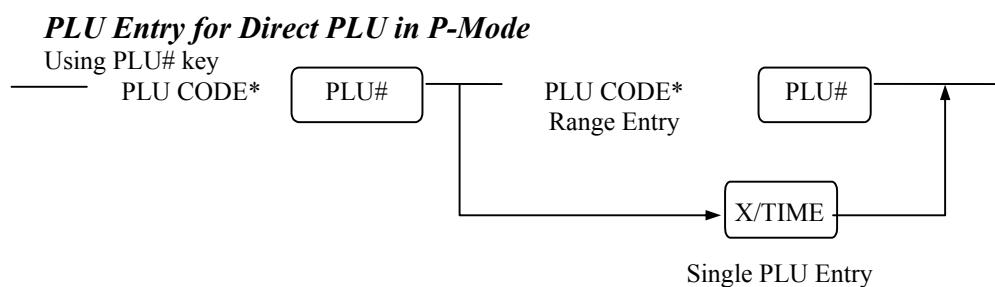 PLU Entry for Direct PLU in P-Mode
Using PLU# key
PLU CODE* PLU# PLU CODE* PLU#
Range Entry
X/TIME
Single PLU Entry